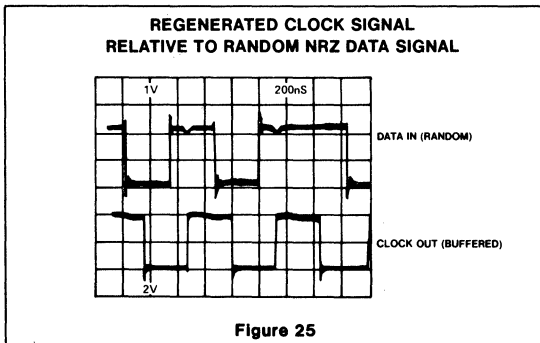 REGENERATED CLOCK SIGNAL
RELATIVE TO RANDOM NRZ DATA SIGNAL
1V
200nS
DATA IN (RANDOM)
CLOCK OUT (BUFFERED)
2V
Figure 25